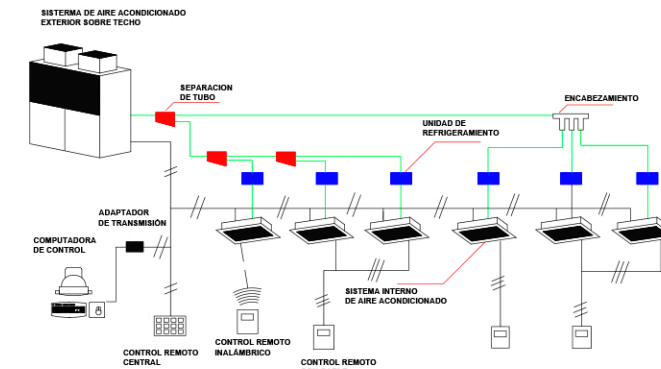 SISTERMA DE AIRE ACONDICIONADO
EXTERIOR SOBRE TECHO
SEPARACION
DE TUBO
ENCABEZAMIENTO
UNIDAD DE
REFRIGERAMIENTO
ADAPTADOR
DE TRANSMISIÓN
COMPUTADORA
DE CONTROL
SISTEMA INTERNO
DE AIRE ACONDICIONADO
CONTROL REMOTO
CENTRAL
CONTROL REMOTO
INALÁMBRICO
CONTROL REMOTO